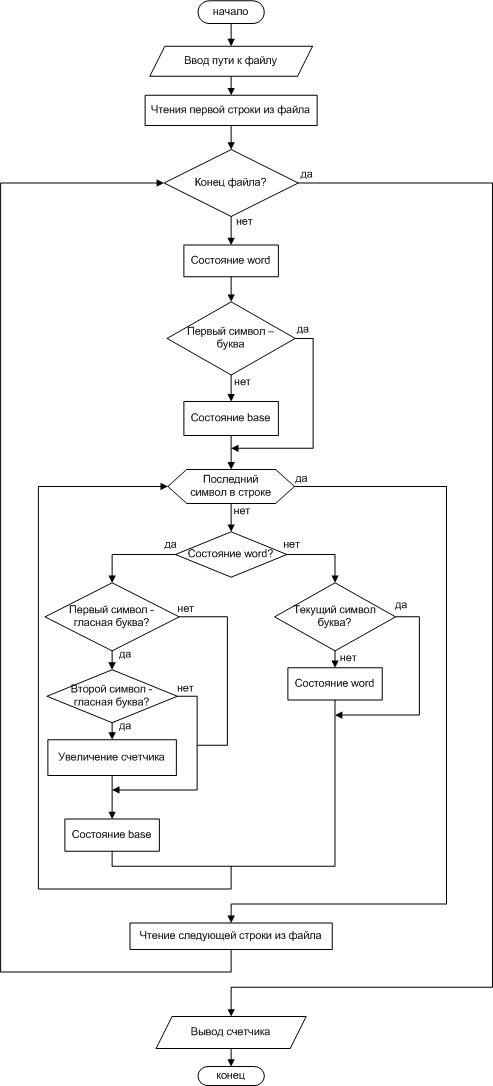 начало
Ввод пути к файлу
Чтения первой строки из файла
Конец файла?
да
нет
Состояние word
Первый символ –
буква
да
нет
Состояние base
Последний
символ в строке
да
нет
Состояние word?
да
нет
Первый символ -
гласная буква?
нет
да
Текущий символ
буква?
да
нет
Второй символ -
гласная буква?
нет
да
Состояние word
Увеличение счетчика
Состояние base
Чтение следующей строки из файла
Вывод счетчика
конец